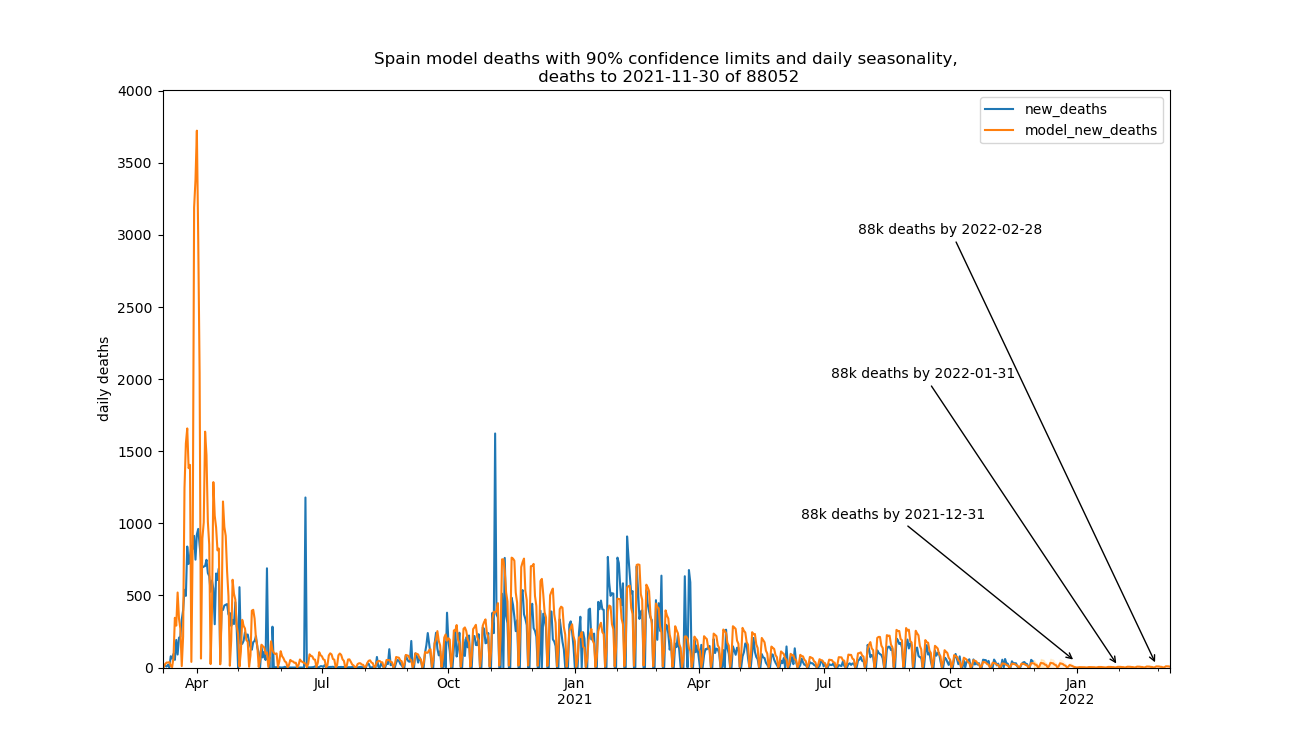 Spain model deaths with 90% confidence limits and daily seasonality,
deaths to 2021-11-30 of 88052
4000
new_deaths
model_new_deaths
3500
3000
88k deaths by 2022-02-28
2500
daily deaths
2000
88k deaths by 2022-01-31
1500
1000
88k deaths by 2021-12-31
500
0
Apr
Jul
Oct
Jan
2021
Apr
Jul
Oct
Jan
2022